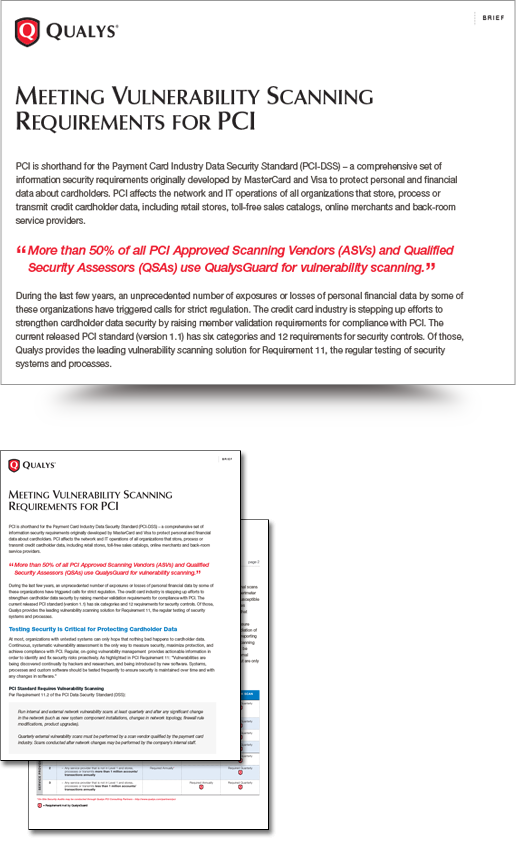 QUALYS®
BRIEF
MEETING VULNERABILITY SCANNING
REQUIREMENTS FOR PCI
PCI is shorthand for the Payment Card Industry Data Security Standard (PCI-DSS) – a comprehensive set of
information security requirements originally developed by MasterCard and Visa to protect personal and financial
data about cardholders. PCI affects the network and IT operations of all organizations that store, process or
transmit credit cardholder data, including retail stores, toll-free sales catalogs, online merchants and back-room
service providers.
“More than 50% of all PCI Approved Scanning Vendors (ASVs) and Qualified
Security Assessors (QSAs) use QualysGuard for vulnerability scanning.”
During the last few years, an unprecedented number of exposures or losses of personal financial data by some of
these organizations have triggered calls for strict regulation. The credit card industry is stepping up efforts to
strengthen cardholder data security by raising member validation requirements for compliance with PCI. The
current released PCI standard (version 1.1) has six categories and 12 requirements for security controls. Of those,
Qualys provides the leading vulnerability scanning solution for Requirement 11, the regular testing of security
systems and processes.
QUALYS®
BRIEF
MEETING VULNERABILITY SCANNING
REQUIREMENTS FOR PCI
PCI is shorthand for the Payment Card Industry Data Security Standard (PCI-DSS) – a comprehensive set of
information security requirements originally developed by MasterCard and Visa to protect personal and financial
data about cardholders. PCI affects the network and IT operations of all organizations that store, process or
transmit credit cardholder data, including retail stores, toll-free sales catalogs, online merchants and back-room
service providers.
“More than 50% of all PCI Approved Scanning Vendors (ASVs) and Qualified
Security Assessors (QSAs) use QualysGuard for vulnerability scanning.”
During the last few years, an unprecedented number of exposures or losses of personal financial data by some of
these organizations have triggered calls for strict regulation. The credit card industry is stepping up efforts to
strengthen cardholder data security by raising member validation requirements for compliance with PCI. The
current released PCI standard (version 1.1) has six categories and 12 requirements for security controls. Of those,
Qualys provides the leading vulnerability scanning solution for Requirement 11, the regular testing of security
systems and processes.
Testing Security is Critical for Protecting Cardholder Data
At most, organizations with untested systems can only hope that nothing bad happens to cardholder data.
Continuous, systematic vulnerability assessment is the only way to measure security, maximize protection, and
achieve compliance with PCI. Regular, on-going vulnerability management provides actionable information in
order to identify and fix security risks proactively. As highlighted in PCI Requirement 11: “Vulnerabilities are
being discovered continually by hackers and researchers, and being introduced by new software. Systems,
processes and custom software should be tested frequently to ensure security is maintained over time and with
any changes in software.”
PCI Standard Requires Vulnerability Scanning
Per Requirement 11.2 of the PCI Data Security Standard (DSS):
Run internal and external network vulnerability scans at least quarterly and after any significant change
in the network (such as new system component installations, changes in network topology, firewall rule
modifications, product upgrades).
Quarterly external vulnerability scans must be performed by a scan vendor qualified by the payment card
industry. Scans conducted after network changes may be performed by the company's internal staff.
page 2
Required Annually
Required Quarterly
transactions annually
Required Annually
Required Quarterly
= Requirement met by QualysGuard